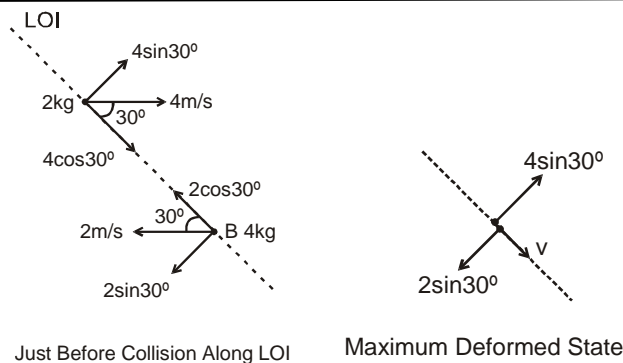 LOI
4sin30º
2kg
4m/s
30º
4cos30º
2cos30º
30º
2m/s
B 4kg
2sin30º
4sin30º
v
2sin30º
Just Before Collision Along LOI
Maximum Deformed State